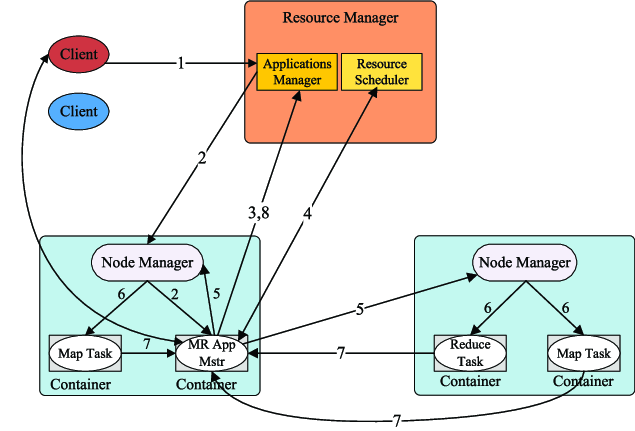 Resource Manager
Client
1
Applications
Manager
Resource
Scheduler
Client
2
3,8
4
Node Manager
6
2
5
Map Task
7
MR App
Mstr
Container
Container
5
7
Node Manager
6
6
Reduce
Task
Map Task
Container
Container
7